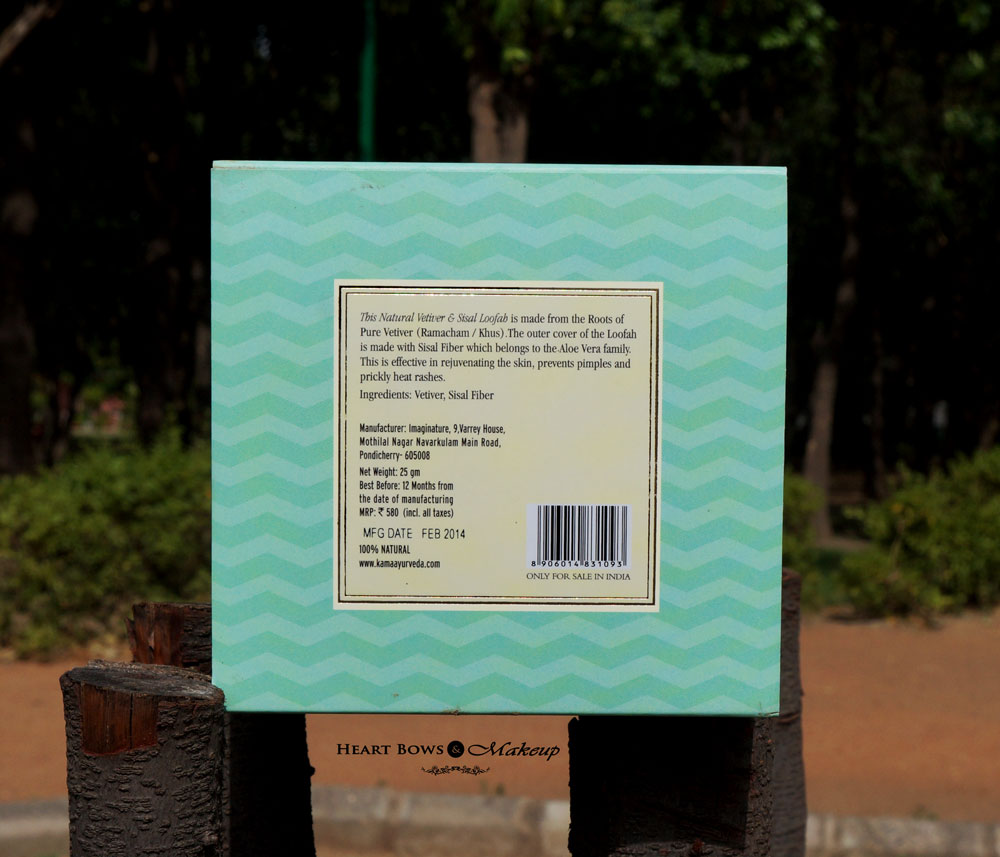 This Natural Vetiver & Sisal Loofah is made from the Roots of
Pure Vetiver (Ramacham / Khus).The outer cover of the Loofah
is made with Sisal Fiber which belongs to the Aloe Vera family.
This is effective in rejuvenating the skin, prevents pimples and
prickly heat rashes.
Ingredients: Vetiver, Sisal Fiber
Manufacturer: Imaginature, 9,Varrey House,
Mothilal Nagar Navarkulam Main Road,
Pondicherry- 605008
Net Weight: 25 gm
Best Before: 12 Months from
the date of manufacturing
MRP: ₹ 580 (incl. all taxes)
MFG DATE FEB 2014
100% NATURAL
www.kamaayurveda.com
8 906014 831093
ONLY FOR SALE IN INDIA
HEART BOWS & Makeup